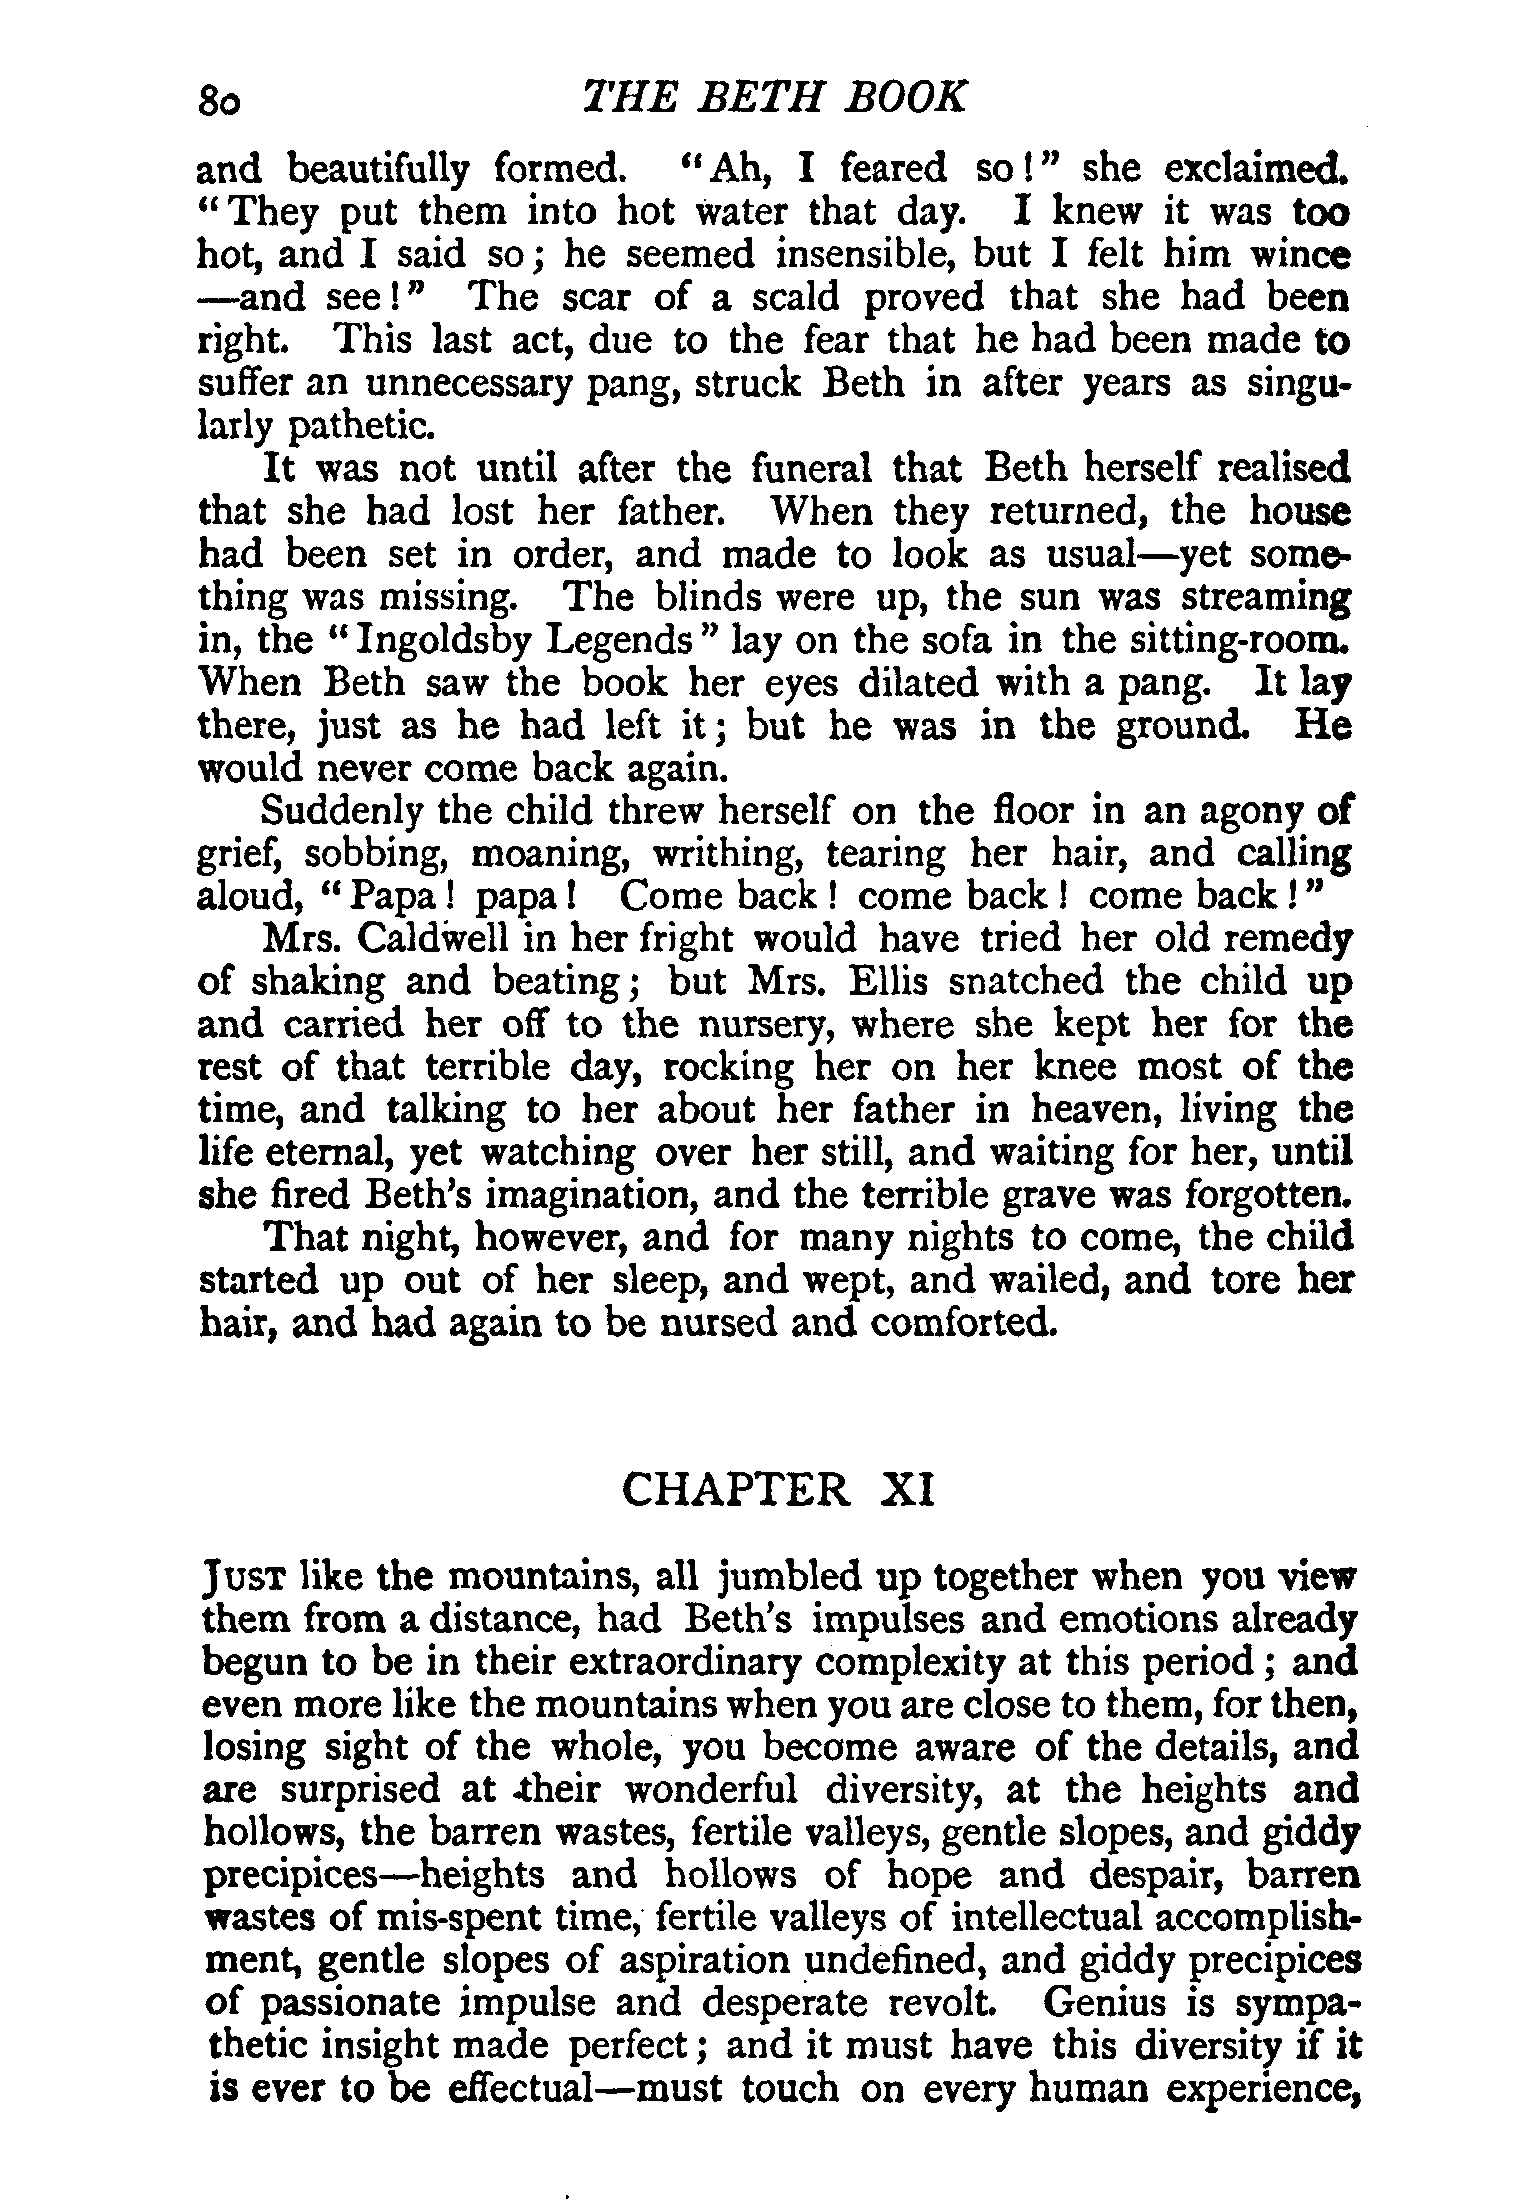 80 THE BETH BOOK
and beautifully formed. "Ah, I feared so!" she exclaimed.
"They put them into hot water that day. I knew it was too
hot, and I said so; he seemed insensible, but I felt him wince
—and see!" The scar of a scald proved that she had been
right. This last act, due to the fear that he had been made to
suffer an unnecessary pang, struck Beth in after years as singu-
larly pathetic.
It was not until after the funeral that Beth herself realised
that she had lost her father. When they returned, the house
had been set in order, and made to look as usual—yet some-
thing was missing. The blinds were up, the sun was streaming
in, the "Ingoldsby Legends" lay on the sofa in the sitting-room.
When Beth saw the book her eyes dilated with a pang. It lay
there, just as he had left it; but he was in the ground. He
would never come back again.
Suddenly the child threw herself on the floor in an agony of
grief, sobbing, moaning, writhing, tearing her hair, and calling
aloud, "Papa! papa! Come back! come back! come back!"
Mrs. Caldwell in her fright would have tried her old remedy
of shaking and beating; but Mrs. Ellis snatched the child up
and carried her off to the nursery, where she kept her for the
rest of that terrible day, rocking her on her knee most of the
time, and talking to her about her father in heaven, living the
life eternal, yet watching over her still, and waiting for her, until
she fired Beth's imagination, and the terrible grave was forgotten.
That night, however, and for many nights to come, the child
started up out of her sleep, and wept, and wailed, and tore her
hair, and had again to be nursed and comforted.
CHAPTER XI
JUST like the mountains, all jumbled up together when you view
them from a distance, had Beth's impulses and emotions already
begun to be in their extraordinary complexity at this period; and
even more like the mountains when you are close to them, for then,
losing sight of the whole, you become aware of the details, and
are surprised at their wonderful diversity, at the heights and
hollows, the barren wastes, fertile valleys, gentle slopes, and giddy
precipices—heights and hollows of hope and despair, barren
wastes of mis-spent time, fertile valleys of intellectual accomplish-
ment, gentle slopes of aspiration undefined, and giddy precipices
of passionate impulse and desperate revolt. Genius is sympa-
thetic insight made perfect; and it must have this diversity if it
is ever to be effectual—must touch on every human experience,